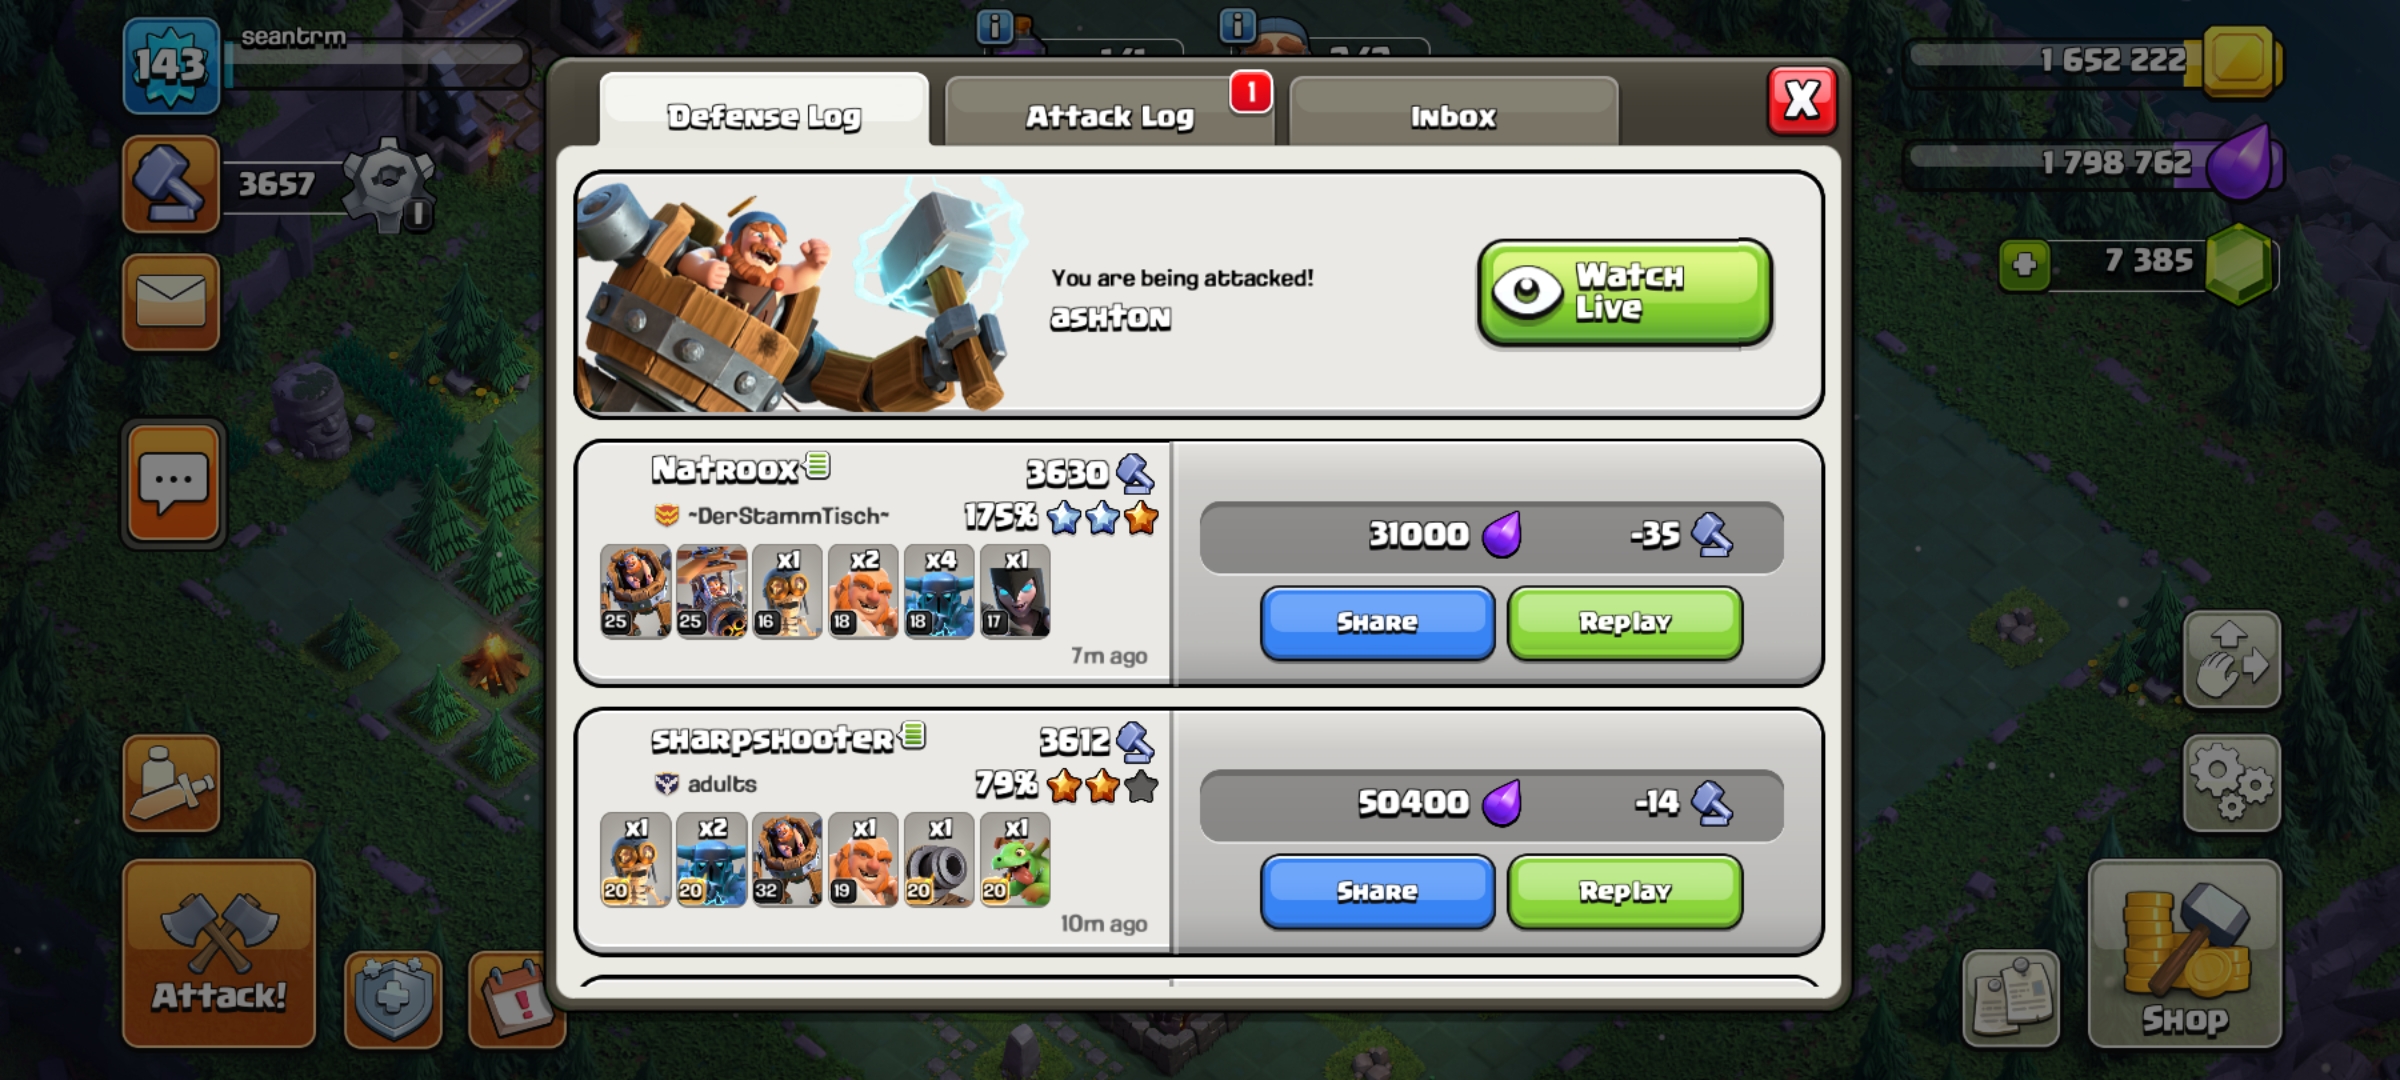 143
seantrm
3657
I
1 652 222
1 798 762
7 385
Defense Log
Attack Log
1
Inbox
X
You are being attacked!
ashton
Watch
Live
Natroox
3630
~DerStammTisch~
175%
x1 x2 x4 x1
25 25 16 18 18 17
7m ago
31000
-35
Share
Replay
sharpshooter
3612
adults
79%
x1 x2 x1 x1 x1
20 20 32 19 20 20
10m ago
50400
-14
Share
Replay
Attack!
Shop